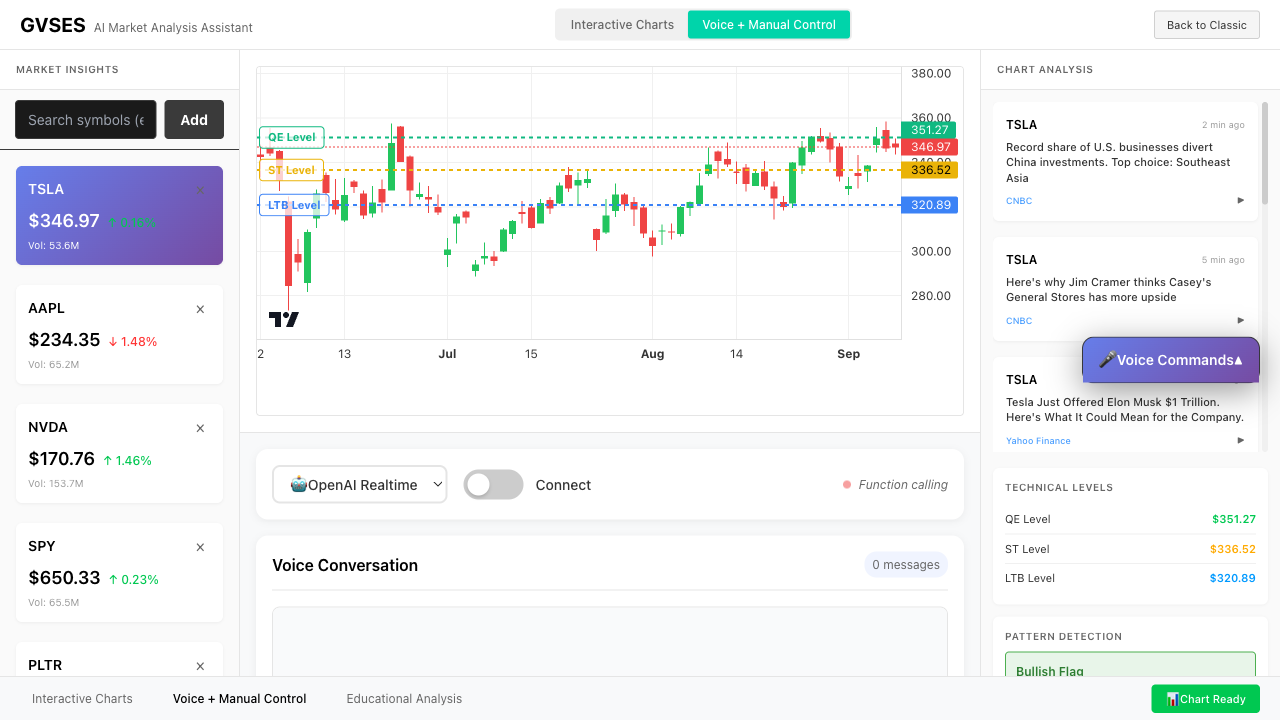 GVSES AI Market Analysis Assistant
Interactive Charts
Voice + Manual Control
Back to Classic
MARKET INSIGHTS
Search symbols (e
Add
TSLA
$346.97 ↑ 0.16%
Vol: 53.6M
AAPL ×
$234.35 ↓ 1.48%
Vol: 65.2M
NVDA ×
$170.76 ↑ 1.46%
Vol: 153.7M
SPY ×
$650.33 ↑ 0.23%
Vol: 65.5M
PLTR ×
380.00
360.00
351.27
346.97
340.00
336.52
320.89
300.00
280.00
QE Level
ST Level
LTB Level
2 13 Jul 15 Aug 14 Sep
🤖OpenAI Realtime
Connect
Function calling
Voice Conversation
0 messages
CHART ANALYSIS
TSLA 2 min ago
Record share of U.S. businesses divert
China investments. Top choice: Southeast
Asia
CNBC ▶
TSLA 5 min ago
Here's why Jim Cramer thinks Casey's
General Stores has more upside
CNBC ▶
🎤Voice Commands▲
TSLA
Tesla Just Offered Elon Musk $1 Trillion.
Here's What It Could Mean for the Company.
Yahoo Finance ▶
TECHNICAL LEVELS
QE Level $351.27
ST Level $336.52
LTB Level $320.89
PATTERN DETECTION
Bullish Flag
Interactive Charts
Voice + Manual Control
Educational Analysis
📊Chart Ready